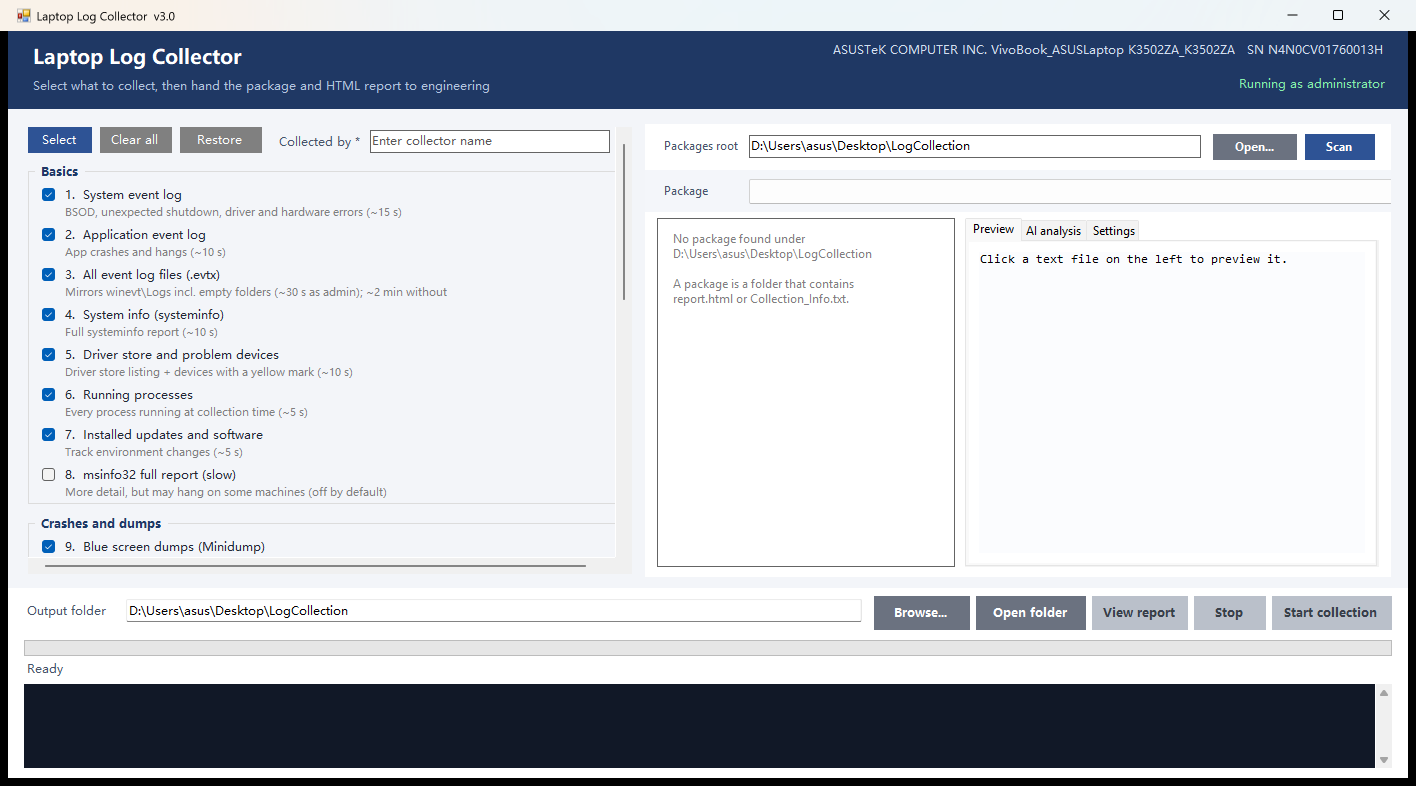 Laptop Log Collector v3.0
Laptop Log Collector
Select what to collect, then hand the package and HTML report to engineering
ASUSTeK COMPUTER INC. VivoBook_ASUSLaptop K3502ZA_K3502ZA SN N4N0CV01760013H
Running as administrator
Select
Clear all
Restore
Collected by *
Enter collector name
Basics
1. System event log
BSOD, unexpected shutdown, driver and hardware errors (~15 s)
2. Application event log
App crashes and hangs (~10 s)
3. All event log files (.evtx)
Mirrors winevt\Logs incl. empty folders (~30 s as admin); ~2 min without
4. System info (systeminfo)
Full systeminfo report (~10 s)
5. Driver store and problem devices
Driver store listing + devices with a yellow mark (~10 s)
6. Running processes
Every process running at collection time (~5 s)
7. Installed updates and software
Track environment changes (~5 s)
8. msinfo32 full report (slow)
More detail, but may hang on some machines (off by default)
Crashes and dumps
9. Blue screen dumps (Minidump)
Packages root
D:\Users\asus\Desktop\LogCollection
Open...
Scan
Package
No package found under
D:\Users\asus\Desktop\LogCollection
A package is a folder that contains
report.html or Collection_Info.txt.
Preview
AI analysis
Settings
Click a text file on the left to preview it.
Output folder
D:\Users\asus\Desktop\LogCollection
Browse...
Open folder
View report
Stop
Start collection
Ready